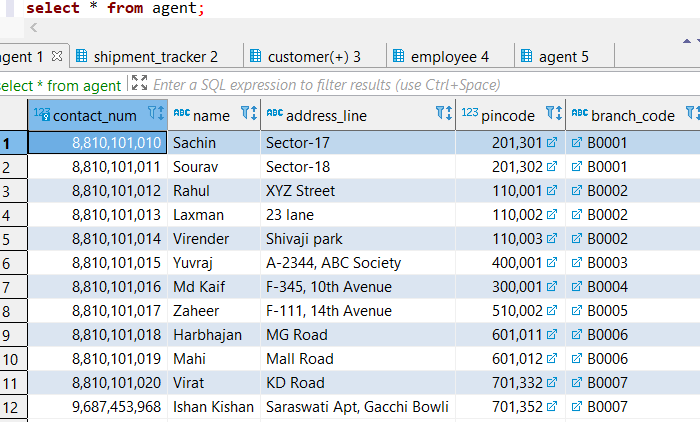 select * from agent;
agent 1 shipment_tracker 2 customer(+) 3 employee 4 agent 5
select * from agent Enter a SQL expression to filter results (use Ctrl+Space)
123 contact_num ABC name ABC address_line 123 pincode ABC branch_code
1 8,810,101,010 Sachin Sector-17 201,301 B0001
2 8,810,101,011 Sourav Sector-18 201,302 B0001
3 8,810,101,012 Rahul XYZ Street 110,001 B0002
4 8,810,101,013 Laxman 23 lane 110,002 B0002
5 8,810,101,014 Virender Shivaji park 110,003 B0002
6 8,810,101,015 Yuvraj A-2344, ABC Society 400,001 B0003
7 8,810,101,016 Md Kaif F-345, 10th Avenue 300,001 B0004
8 8,810,101,017 Zaheer F-111, 14th Avenue 510,002 B0005
9 8,810,101,018 Harbhajan MG Road 601,011 B0006
10 8,810,101,019 Mahi Mall Road 601,012 B0006
11 8,810,101,020 Virat KD Road 701,332 B0007
12 9,687,453,968 Ishan Kishan Saraswati Apt, Gacchi Bowli 701,352 B0007